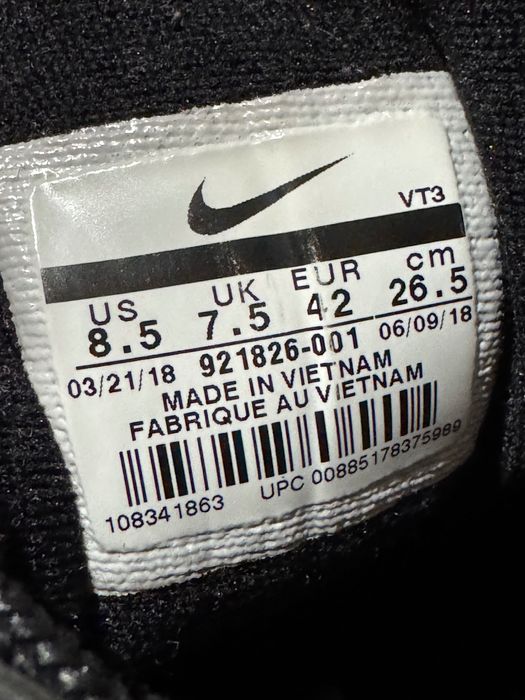 VT3
US UK EUR cm
8.5 7.5 42 26.5
03/21/18 921826-001 06/09/18
MADE IN VIETNAM
FABRIQUE AU VIETNAM
108341863 UPC 00885178375989